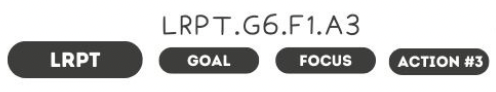 LRPT.G6.F1.A3
LRPT GOAL FOCUS ACTION #3